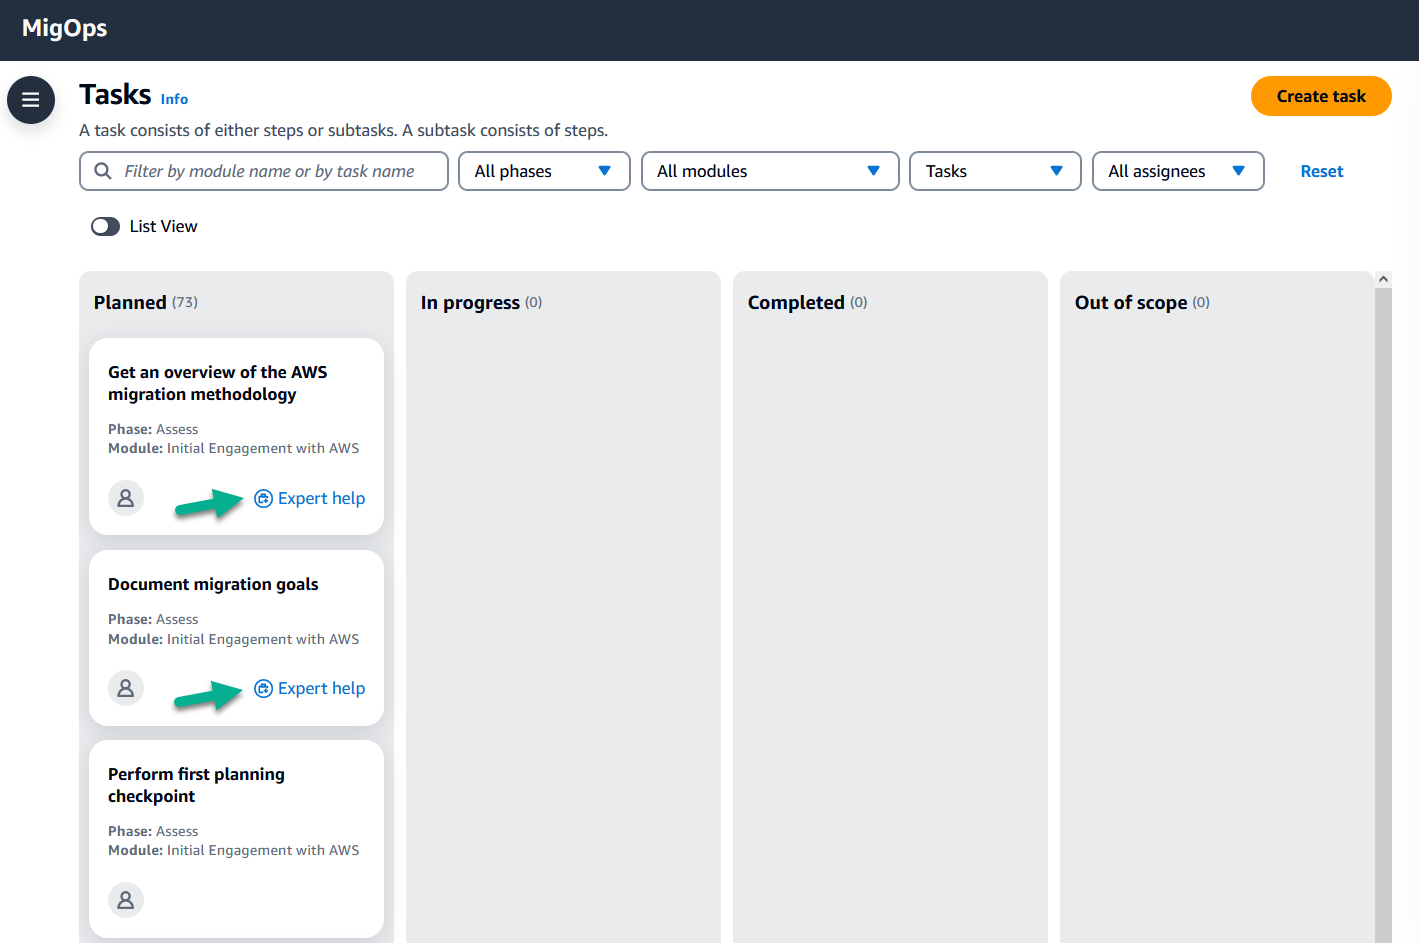 MigOps
Tasks Info
Create task
A task consists of either steps or subtasks. A subtask consists of steps.
Filter by module name or by task name
All phases
All modules
Tasks
All assignees
Reset
List View
Planned (73)
Get an overview of the AWS
migration methodology
Phase: Assess
Module: Initial Engagement with AWS
Expert help
Document migration goals
Phase: Assess
Module: Initial Engagement with AWS
Expert help
Perform first planning
checkpoint
Phase: Assess
Module: Initial Engagement with AWS
In progress (0)
Completed (0)
Out of scope (0)